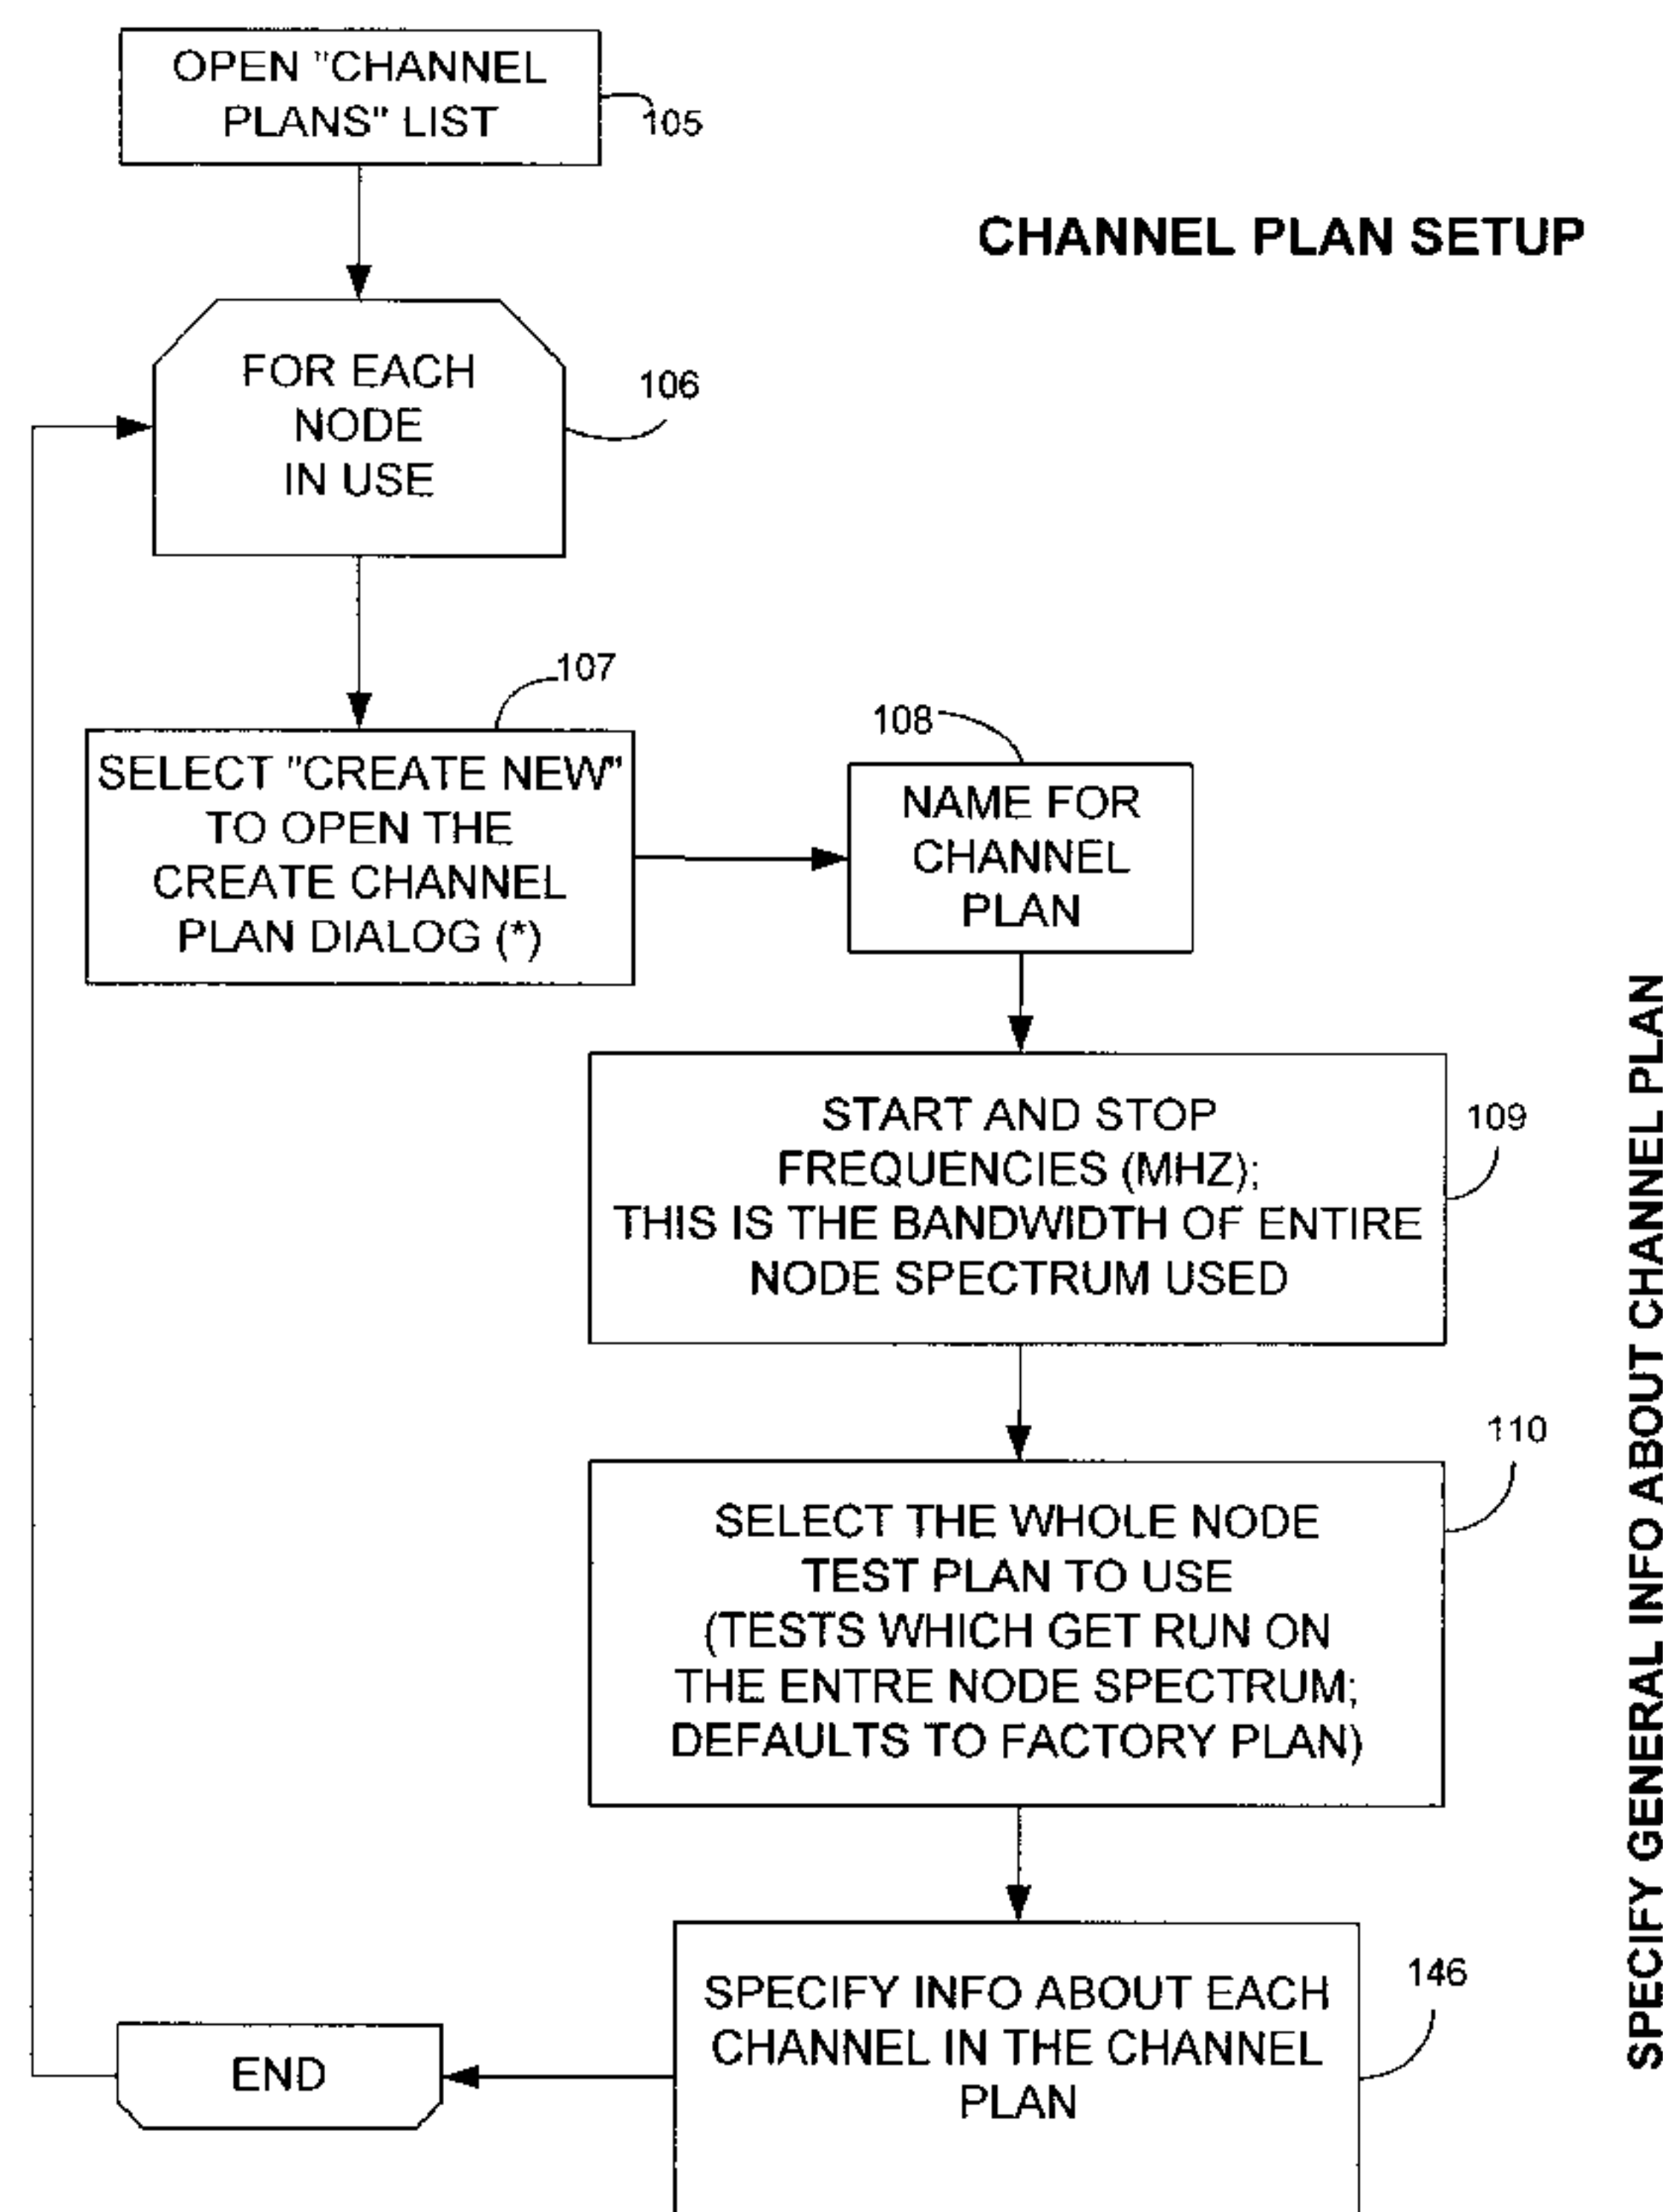 OPEN "CHANNEL
PLANS" LIST
105
CHANNEL PLAN SETUP
FOR EACH
NODE
IN USE
106
107
SELECT "CREATE NEW"
TO OPEN THE
CREATE CHANNEL
PLAN DIALOG (*)
108
NAME FOR
CHANNEL
PLAN
START AND STOP
FREQUENCIES (MHZ);
THIS IS THE BANDWIDTH OF ENTIRE
NODE SPECTRUM USED
109
110
SELECT THE WHOLE NODE
TEST PLAN TO USE
(TESTS WHICH GET RUN ON
THE ENTRE NODE SPECTRUM;
DEFAULTS TO FACTORY PLAN)
SPECIFY INFO ABOUT EACH
CHANNEL IN THE CHANNEL
PLAN
146
END
SPECIFY GENERAL INFO ABOUT CHANNEL PLAN